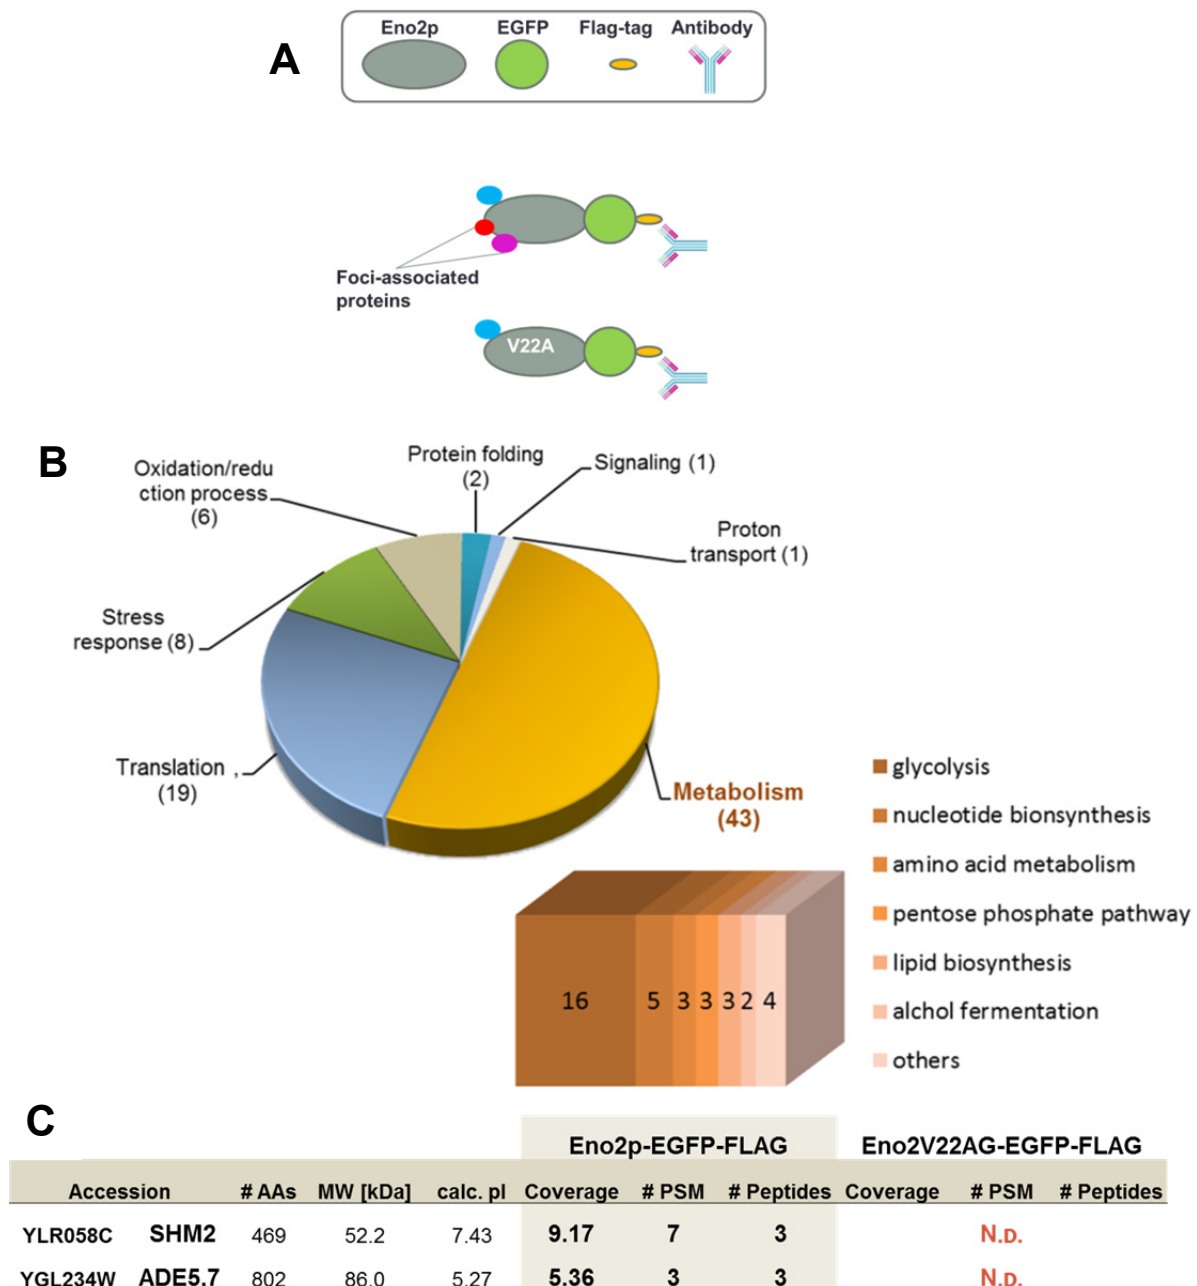 A
Eno2p EGFP Flag-tag Antibody
Foci-associated
proteins
V22A
B
Oxidation/redu
ction process
(6)
Protein folding
(2)
Signaling (1)
Proton
transport (1)
Stress
response (8)
Translation ,
(19)
Metabolism
(43)
glycolysis
nucleotide bionsynthesis
amino acid metabolism
pentose phosphate pathway
lipid biosynthesis
alchol fermentation
others
16 5 3 3 3 2 4
C
Eno2p-EGFP-FLAG Eno2V22AG-EGFP-FLAG
Accession # AAs MW [kDa] calc. pI Coverage # PSM # Peptides Coverage # PSM # Peptides
YLR058C SHM2 469 52.2 7.43 9.17 7 3 N.D.
YGL234W ADE5.7 802 86.0 5.27 5.36 3 3 N.D.